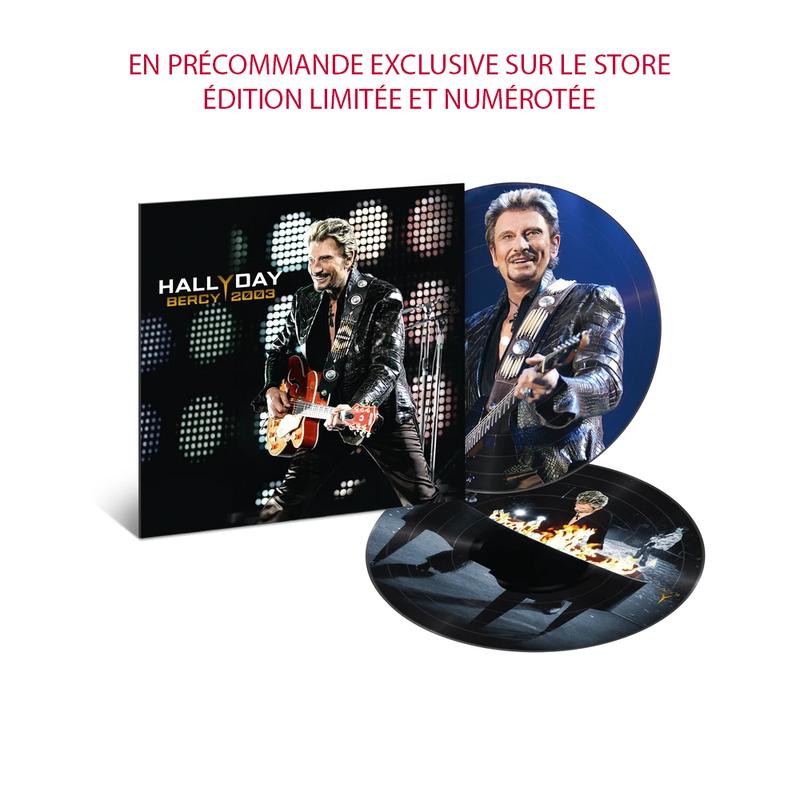 EN PRÉCOMMANDE EXCLUSIVE SUR LE STORE
ÉDITION LIMITÉE ET NUMÉROTÉE
HALLYDAY
BERCY 2003